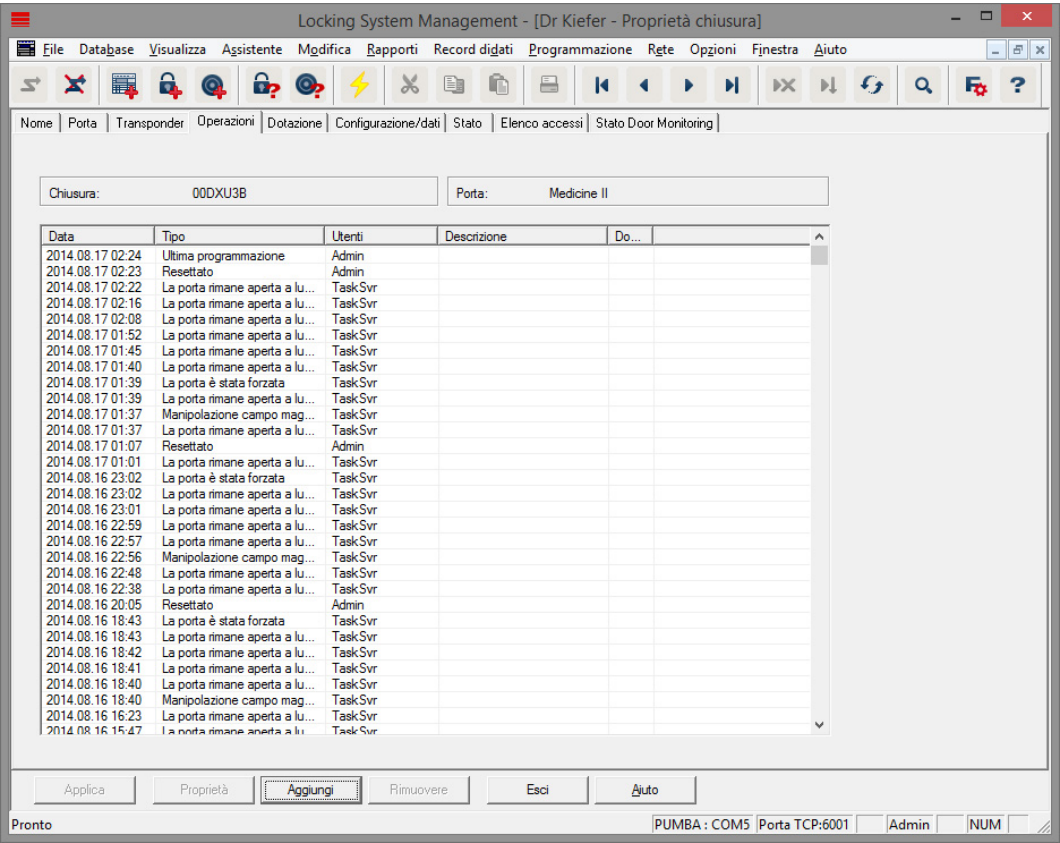 Locking System Management - [Dr Kiefer - Proprietà chiusura]
File Database Visualizza Assistente Modifica Rapporti Record di dati Programmazione Rete Opzioni Finestra Aiuto
Nome Porta Transponder Operazioni Dotazione Configurazione/dati Stato Elenco accessi Stato Door Monitoring
Chiusura: 00DXU3B Porta: Medicine II
Data Tipo Utenti Descrizione Do...
2014.08.17 02:24 Ultima programmazione Admin
2014.08.17 02:23 Resettato Admin
2014.08.17 02:22 La porta rimane aperta a lu... TaskSvr
2014.08.17 02:16 La porta rimane aperta a lu... TaskSvr
2014.08.17 02:08 La porta rimane aperta a lu... TaskSvr
2014.08.17 01:52 La porta rimane aperta a lu... TaskSvr
2014.08.17 01:45 La porta rimane aperta a lu... TaskSvr
2014.08.17 01:40 La porta rimane aperta a lu... TaskSvr
2014.08.17 01:39 La porta è stata forzata TaskSvr
2014.08.17 01:39 La porta rimane aperta a lu... TaskSvr
2014.08.17 01:37 Manipolazione campo mag... TaskSvr
2014.08.17 01:37 La porta rimane aperta a lu... TaskSvr
2014.08.17 01:07 Resettato Admin
2014.08.17 01:01 La porta rimane aperta a lu... TaskSvr
2014.08.16 23:02 La porta è stata forzata TaskSvr
2014.08.16 23:02 La porta rimane aperta a lu... TaskSvr
2014.08.16 23:01 La porta rimane aperta a lu... TaskSvr
2014.08.16 22:59 La porta rimane aperta a lu... TaskSvr
2014.08.16 22:57 La porta rimane aperta a lu... TaskSvr
2014.08.16 22:56 Manipolazione campo mag... TaskSvr
2014.08.16 22:48 La porta rimane aperta a lu... TaskSvr
2014.08.16 22:38 La porta rimane aperta a lu... TaskSvr
2014.08.16 20:05 Resettato Admin
2014.08.16 18:43 La porta è stata forzata TaskSvr
2014.08.16 18:43 La porta rimane aperta a lu... TaskSvr
2014.08.16 18:42 La porta rimane aperta a lu... TaskSvr
2014.08.16 18:41 La porta rimane aperta a lu... TaskSvr
2014.08.16 18:40 La porta rimane aperta a lu... TaskSvr
2014.08.16 18:40 Manipolazione campo mag... TaskSvr
2014.08.16 16:23 La porta rimane aperta a lu... TaskSvr
2014.08.16 15:47 La porta rimane aperta a lu... TaskSvr
Applica Proprietà Aggiungi Rimuovere Esci Aiuto
Pronto PUMBA : COM5 Porta TCP:6001 Admin NUM